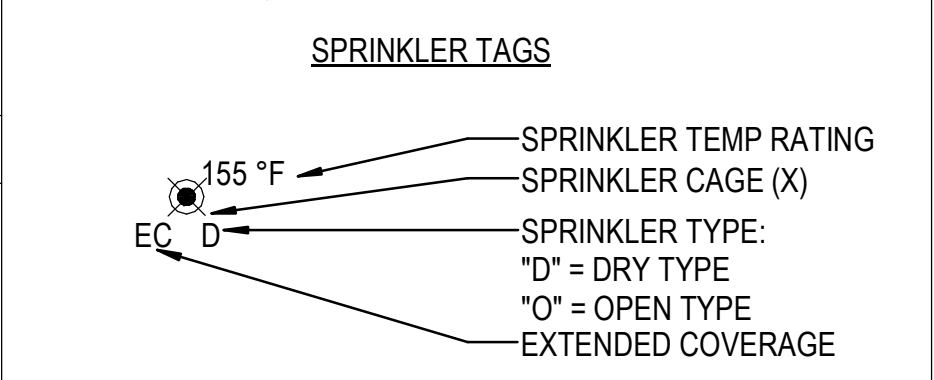 SPRINKLER TAGS
155 °F
EC D
SPRINKLER TEMP RATING
SPRINKLER CAGE (X)
SPRINKLER TYPE:
"D" = DRY TYPE
"O" = OPEN TYPE
EXTENDED COVERAGE